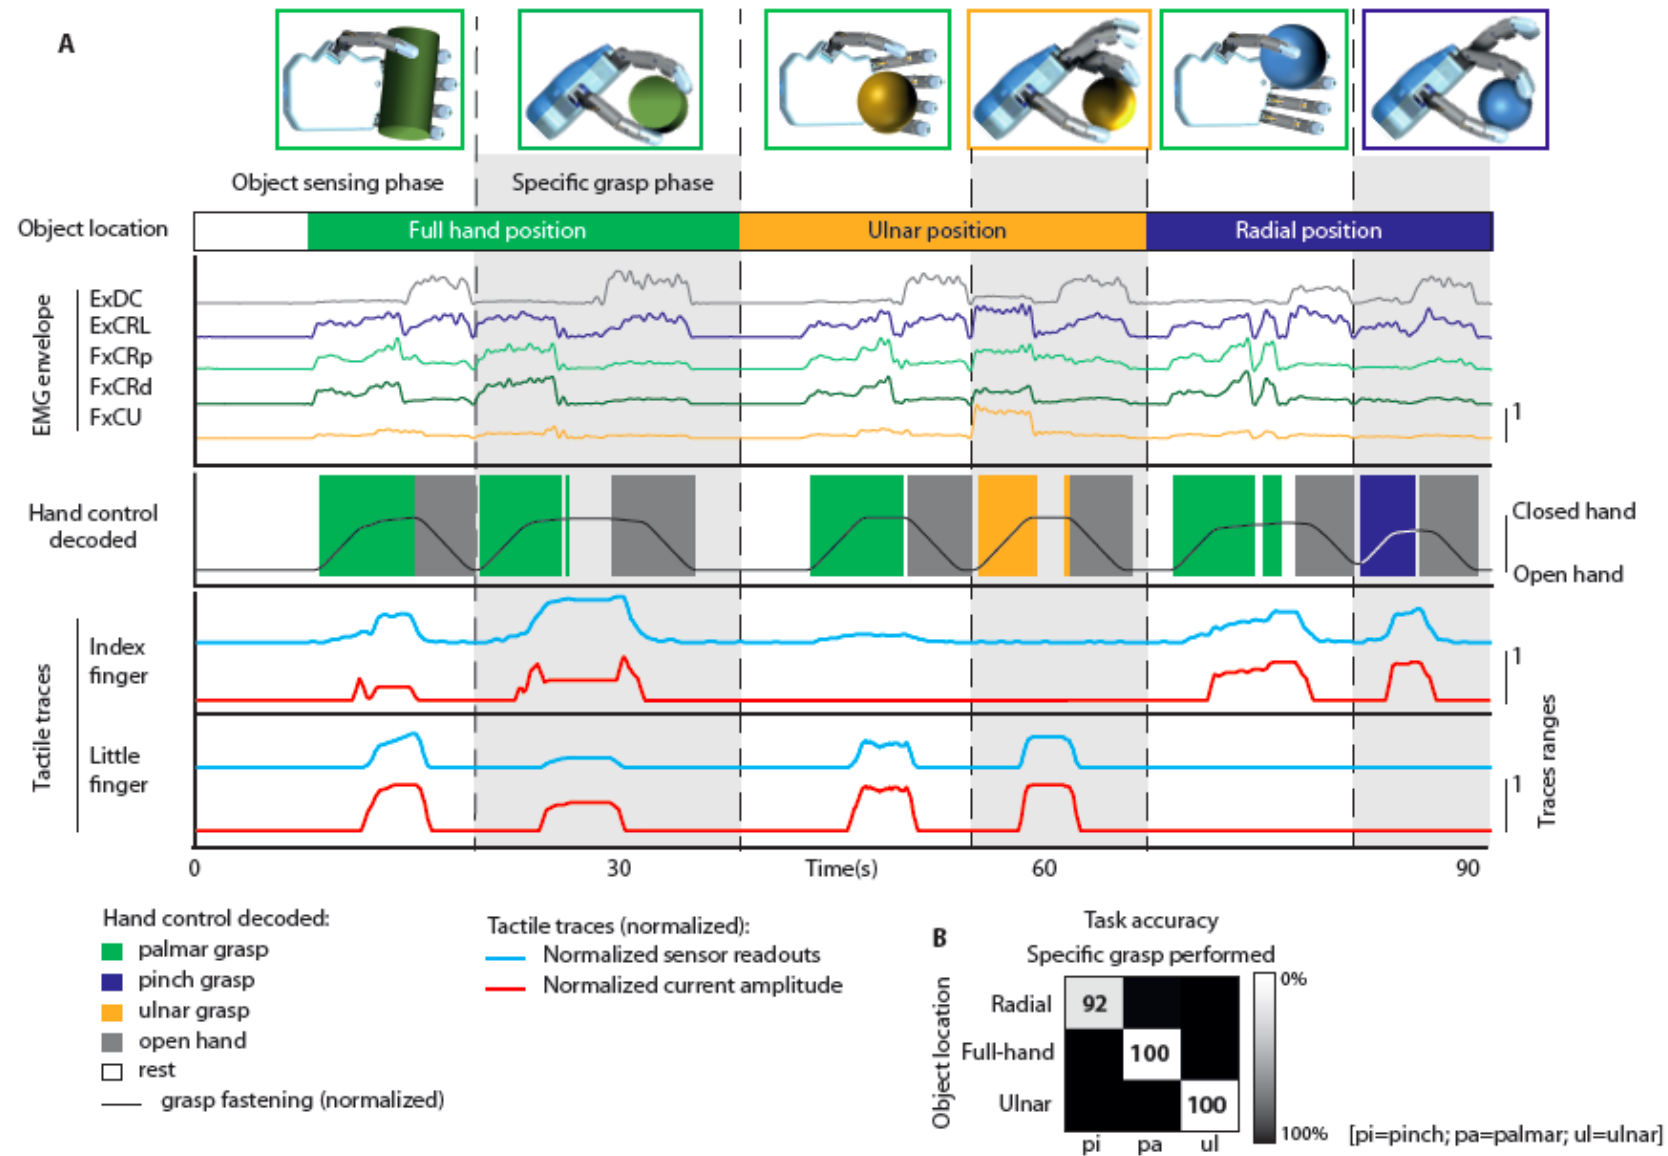 A
Object sensing phase
Specific grasp phase
Object location
Full hand position
Ulnar position
Radial position
EMG envelope
ExDC
ExCRL
FxCRp
FxCRd
FxCU
1
Hand control
decoded
Closed hand
Open hand
Tactile traces
Index
finger
1
Little
finger
1
Traces ranges
0
30
Time(s)
60
90
Hand control decoded:
palmar grasp
pinch grasp
ulnar grasp
open hand
rest
grasp fastening (normalized)
Tactile traces (normalized):
Normalized sensor readouts
Normalized current amplitude
B
Task accuracy
Specific grasp performed
Object location
Radial
92
0%
Full-hand
100
Ulnar
100
100%
pi
pa
ul
[pi=pinch; pa=palmar; ul=ulnar]